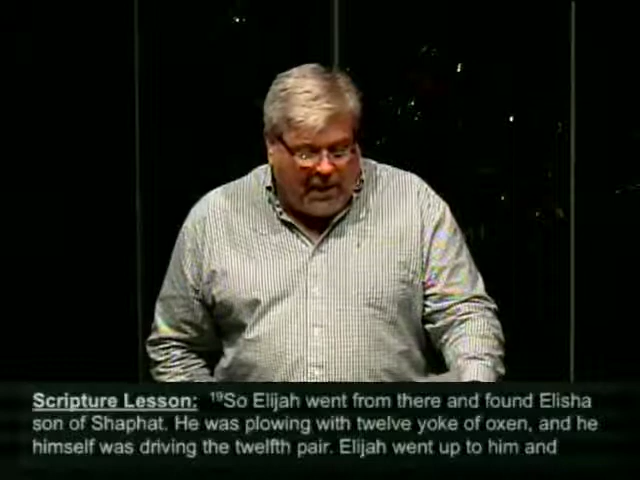 Scripture Lesson: ¹⁹So Elijah went from there and found Elisha
son of Shaphat. He was plowing with twelve yoke of oxen, and he
himself was driving the twelfth pair. Elijah went up to him and